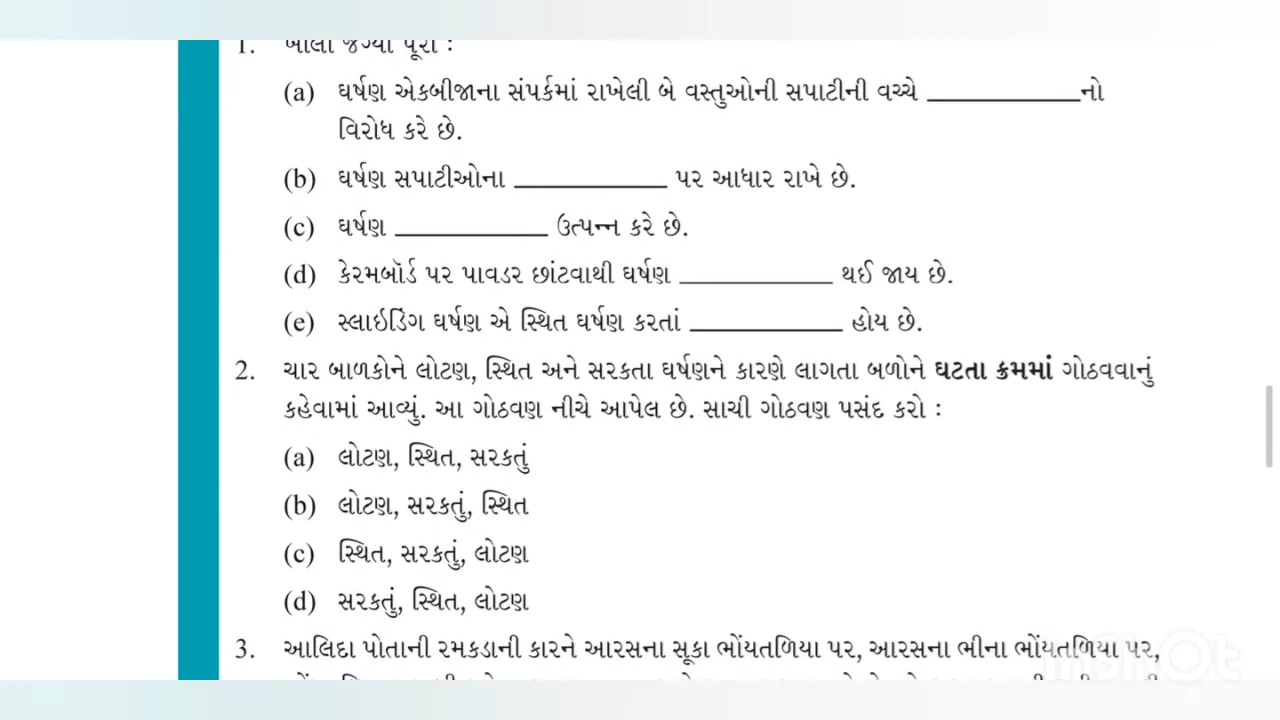 1. ખાલી જગ્યા પૂરો :
(a) ઘર્ષણ એકબીજાના સંપર્કમાં રાખેલી બે વસ્તુઓની સપાટીની વચ્ચે ____________નો
વિરોધ કરે છે.
(b) ઘર્ષણ સપાટીઓના ____________ પર આધાર રાખે છે.
(c) ઘર્ષણ ____________ ઉત્પન્ન કરે છે.
(d) કેરમબૉર્ડ પર પાવડર છાંટવાથી ઘર્ષણ ____________ થઈ જાય છે.
(e) સ્લાઇડિંગ ઘર્ષણ એ સ્થિત ઘર્ષણ કરતાં ____________ હોય છે.
2. ચાર બાળકોને લોટણ, સ્થિત અને સરકતા ઘર્ષણને કારણે લાગતા બળોને ઘટતા ક્રમમાં ગોઠવવાનું
કહેવામાં આવ્યું. આ ગોઠવણ નીચે આપેલ છે. સાચી ગોઠવણ પસંદ કરો :
(a) લોટણ, સ્થિત, સરકતું
(b) લોટણ, સરકતું, સ્થિત
(c) સ્થિત, સરકતું, લોટણ
(d) સરકતું, સ્થિત, લોટણ
3. આલિદા પોતાની રમકડાની કારને આરસના સૂકા ભોંયતળિયા પર, આરસના ભીના ભોંયતળિયા પર,